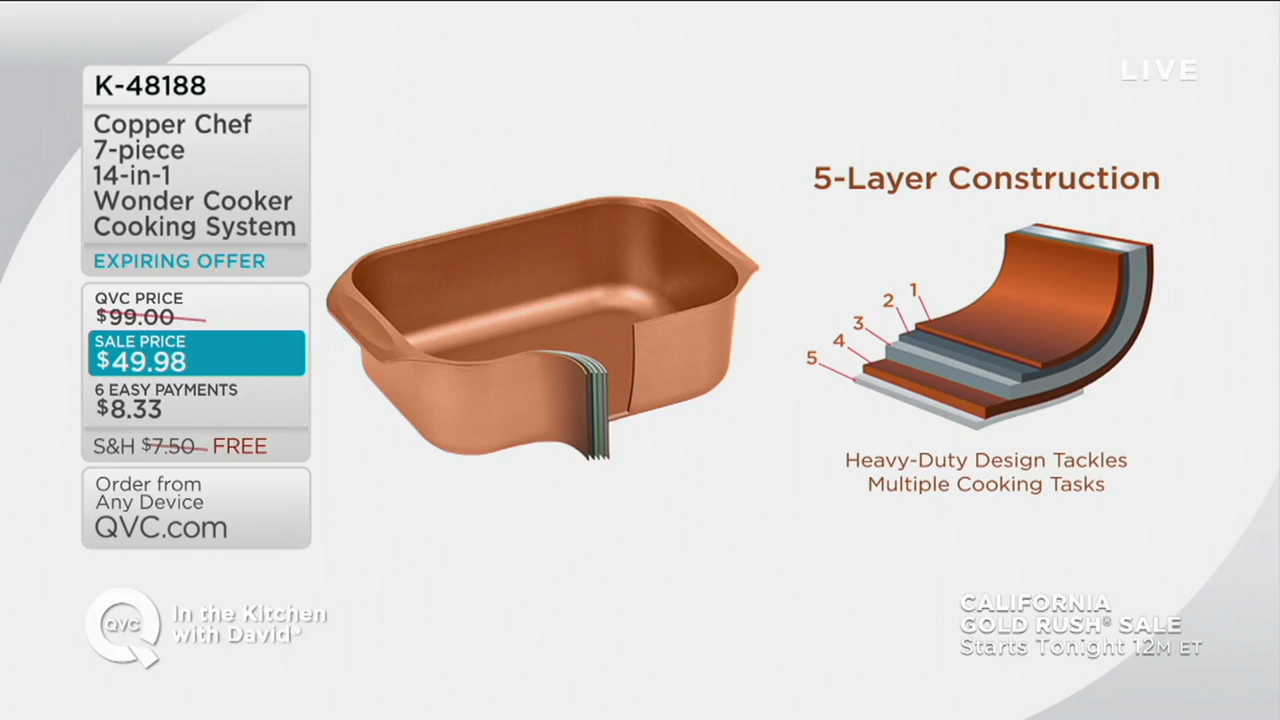 K-48188
Copper Chef
7-piece
14-in-1
Wonder Cooker
Cooking System
EXPIRING OFFER
QVC PRICE
$99.00
SALE PRICE
$49.98
6 EASY PAYMENTS
$8.33
S&H $7.50 FREE
Order from
Any Device
QVC.com
QVC
In the Kitchen
with David®
LIVE
5-Layer Construction
1
2
3
4
5
Heavy-Duty Design Tackles
Multiple Cooking Tasks
CALIFORNIA
GOLD RUSH® SALE
Starts Tonight 12M ET